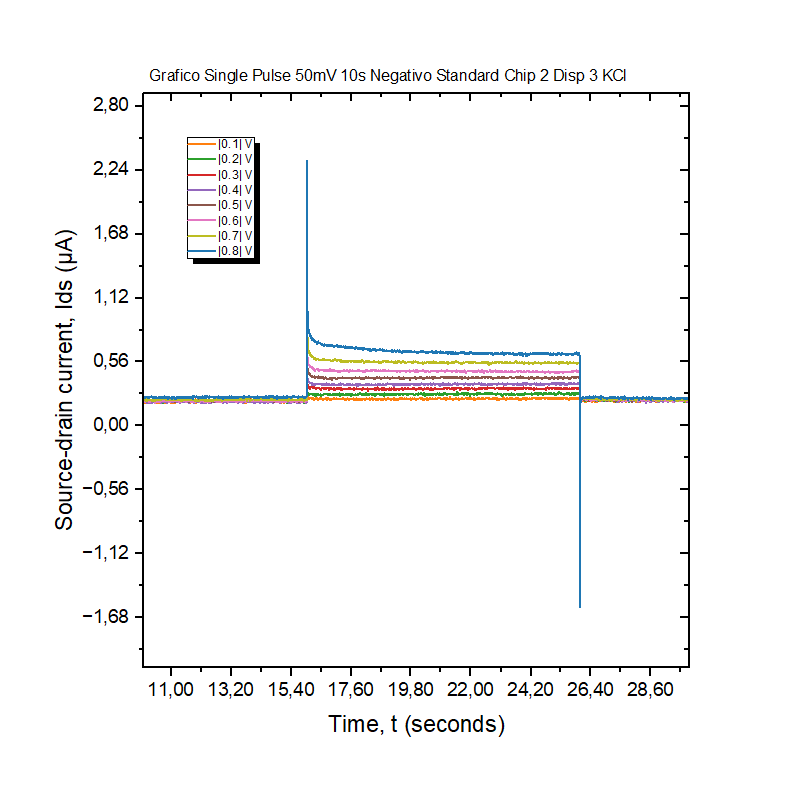 Grafico Single Pulse 50mV 10s Negativo Standard Chip 2 Disp 3 KCl
2,80
2,24
1,68
1,12
0,56
0,00
−0,56
−1,12
−1,68
Source-drain current, Ids (µA)
|0.1| V
|0.2| V
|0.3| V
|0.4| V
|0.5| V
|0.6| V
|0.7| V
|0.8| V
11,00 13,20 15,40 17,60 19,80 22,00 24,20 26,40 28,60
Time, t (seconds)